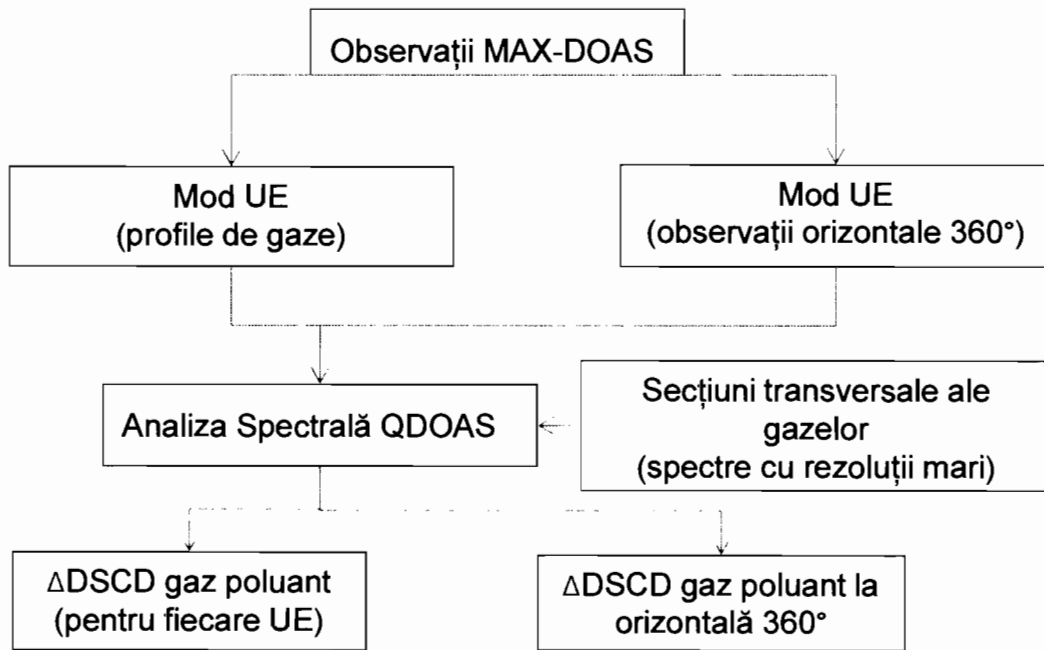 Observații MAX-DOAS
Mod UE
(profile de gaze)
Mod UE
(observații orizontale 360°)
Analiza Spectrală QDOAS
Secțiuni transversale ale
gazelor
(spectre cu rezoluții mari)
ΔDSCD gaz poluant
(pentru fiecare UE)
ΔDSCD gaz poluant la
orizontală 360°